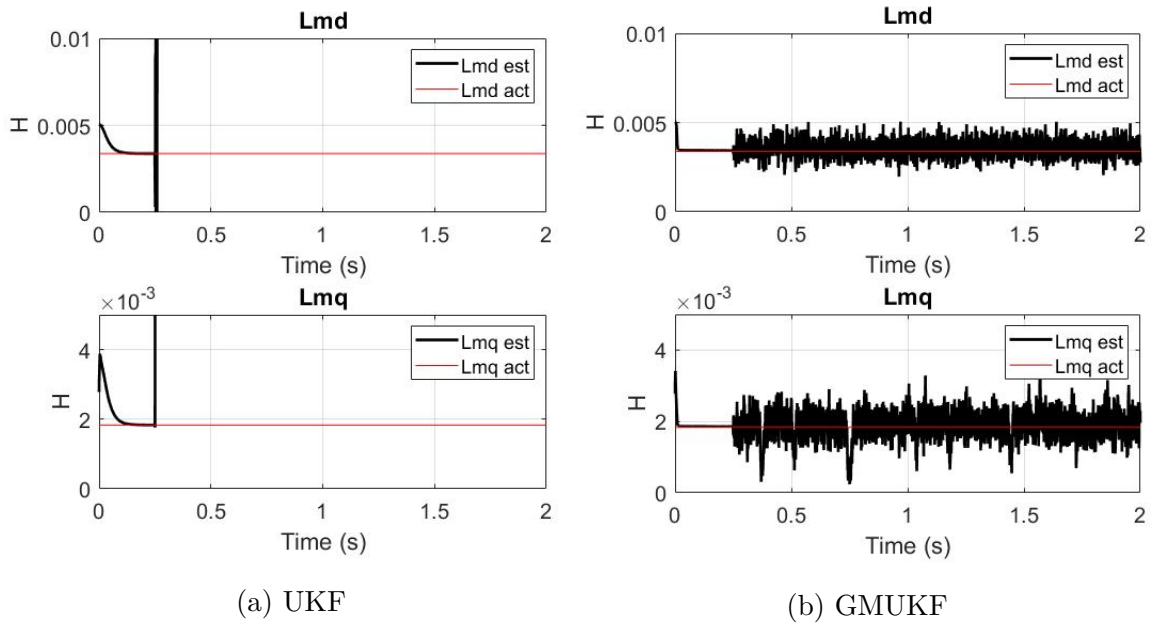 Lmd
0.01
0.005
0
H
Lmd est
Lmd act
0 0.5 1 1.5 2
Time (s)
Lmq
×10-3
4
2
0
H
Lmq est
Lmq act
0 0.5 1 1.5 2
Time (s)
(a) UKF
Lmd
0.01
0.005
0
H
Lmd est
Lmd act
0 0.5 1 1.5 2
Time (s)
Lmq
×10-3
4
2
0
H
Lmq est
Lmq act
0 0.5 1 1.5 2
Time (s)
(b) GMUKF